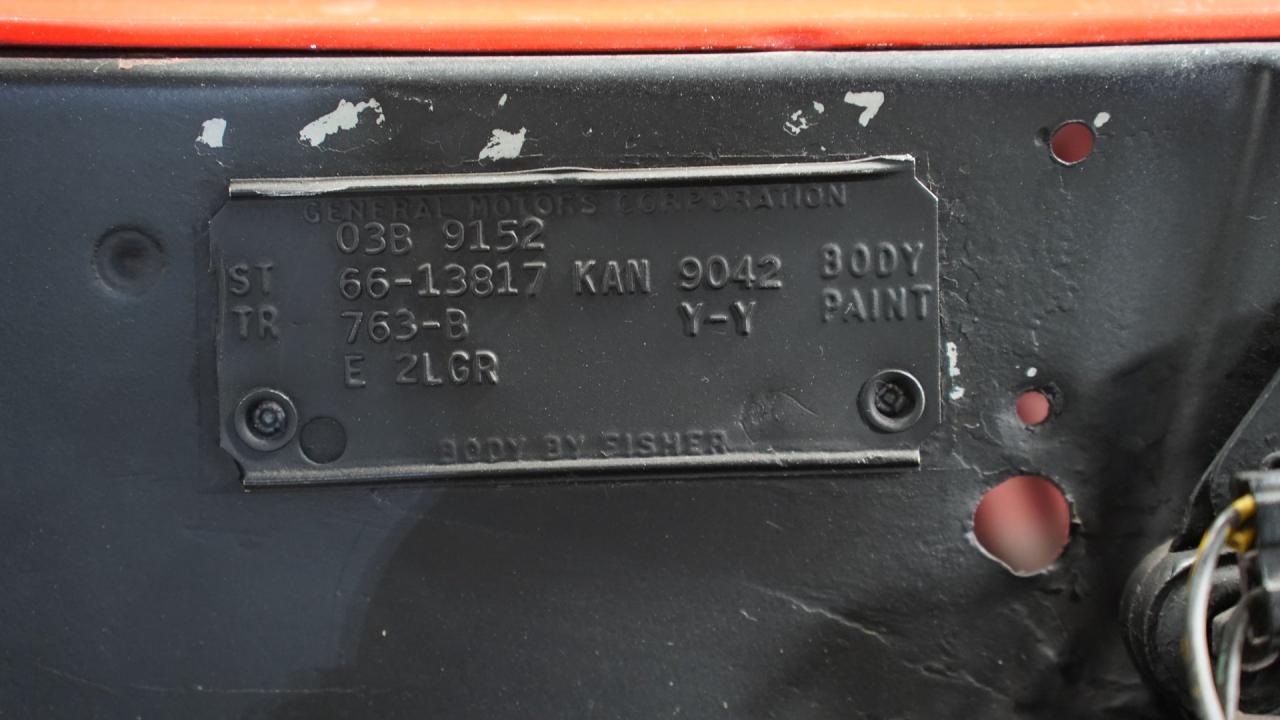 GENERAL MOTORS CORPORATION
03B 9152
ST 66-13817 KAN 9042 BODY
TR 763-B Y-Y PAINT
E 2LGR
BODY BY FISHER